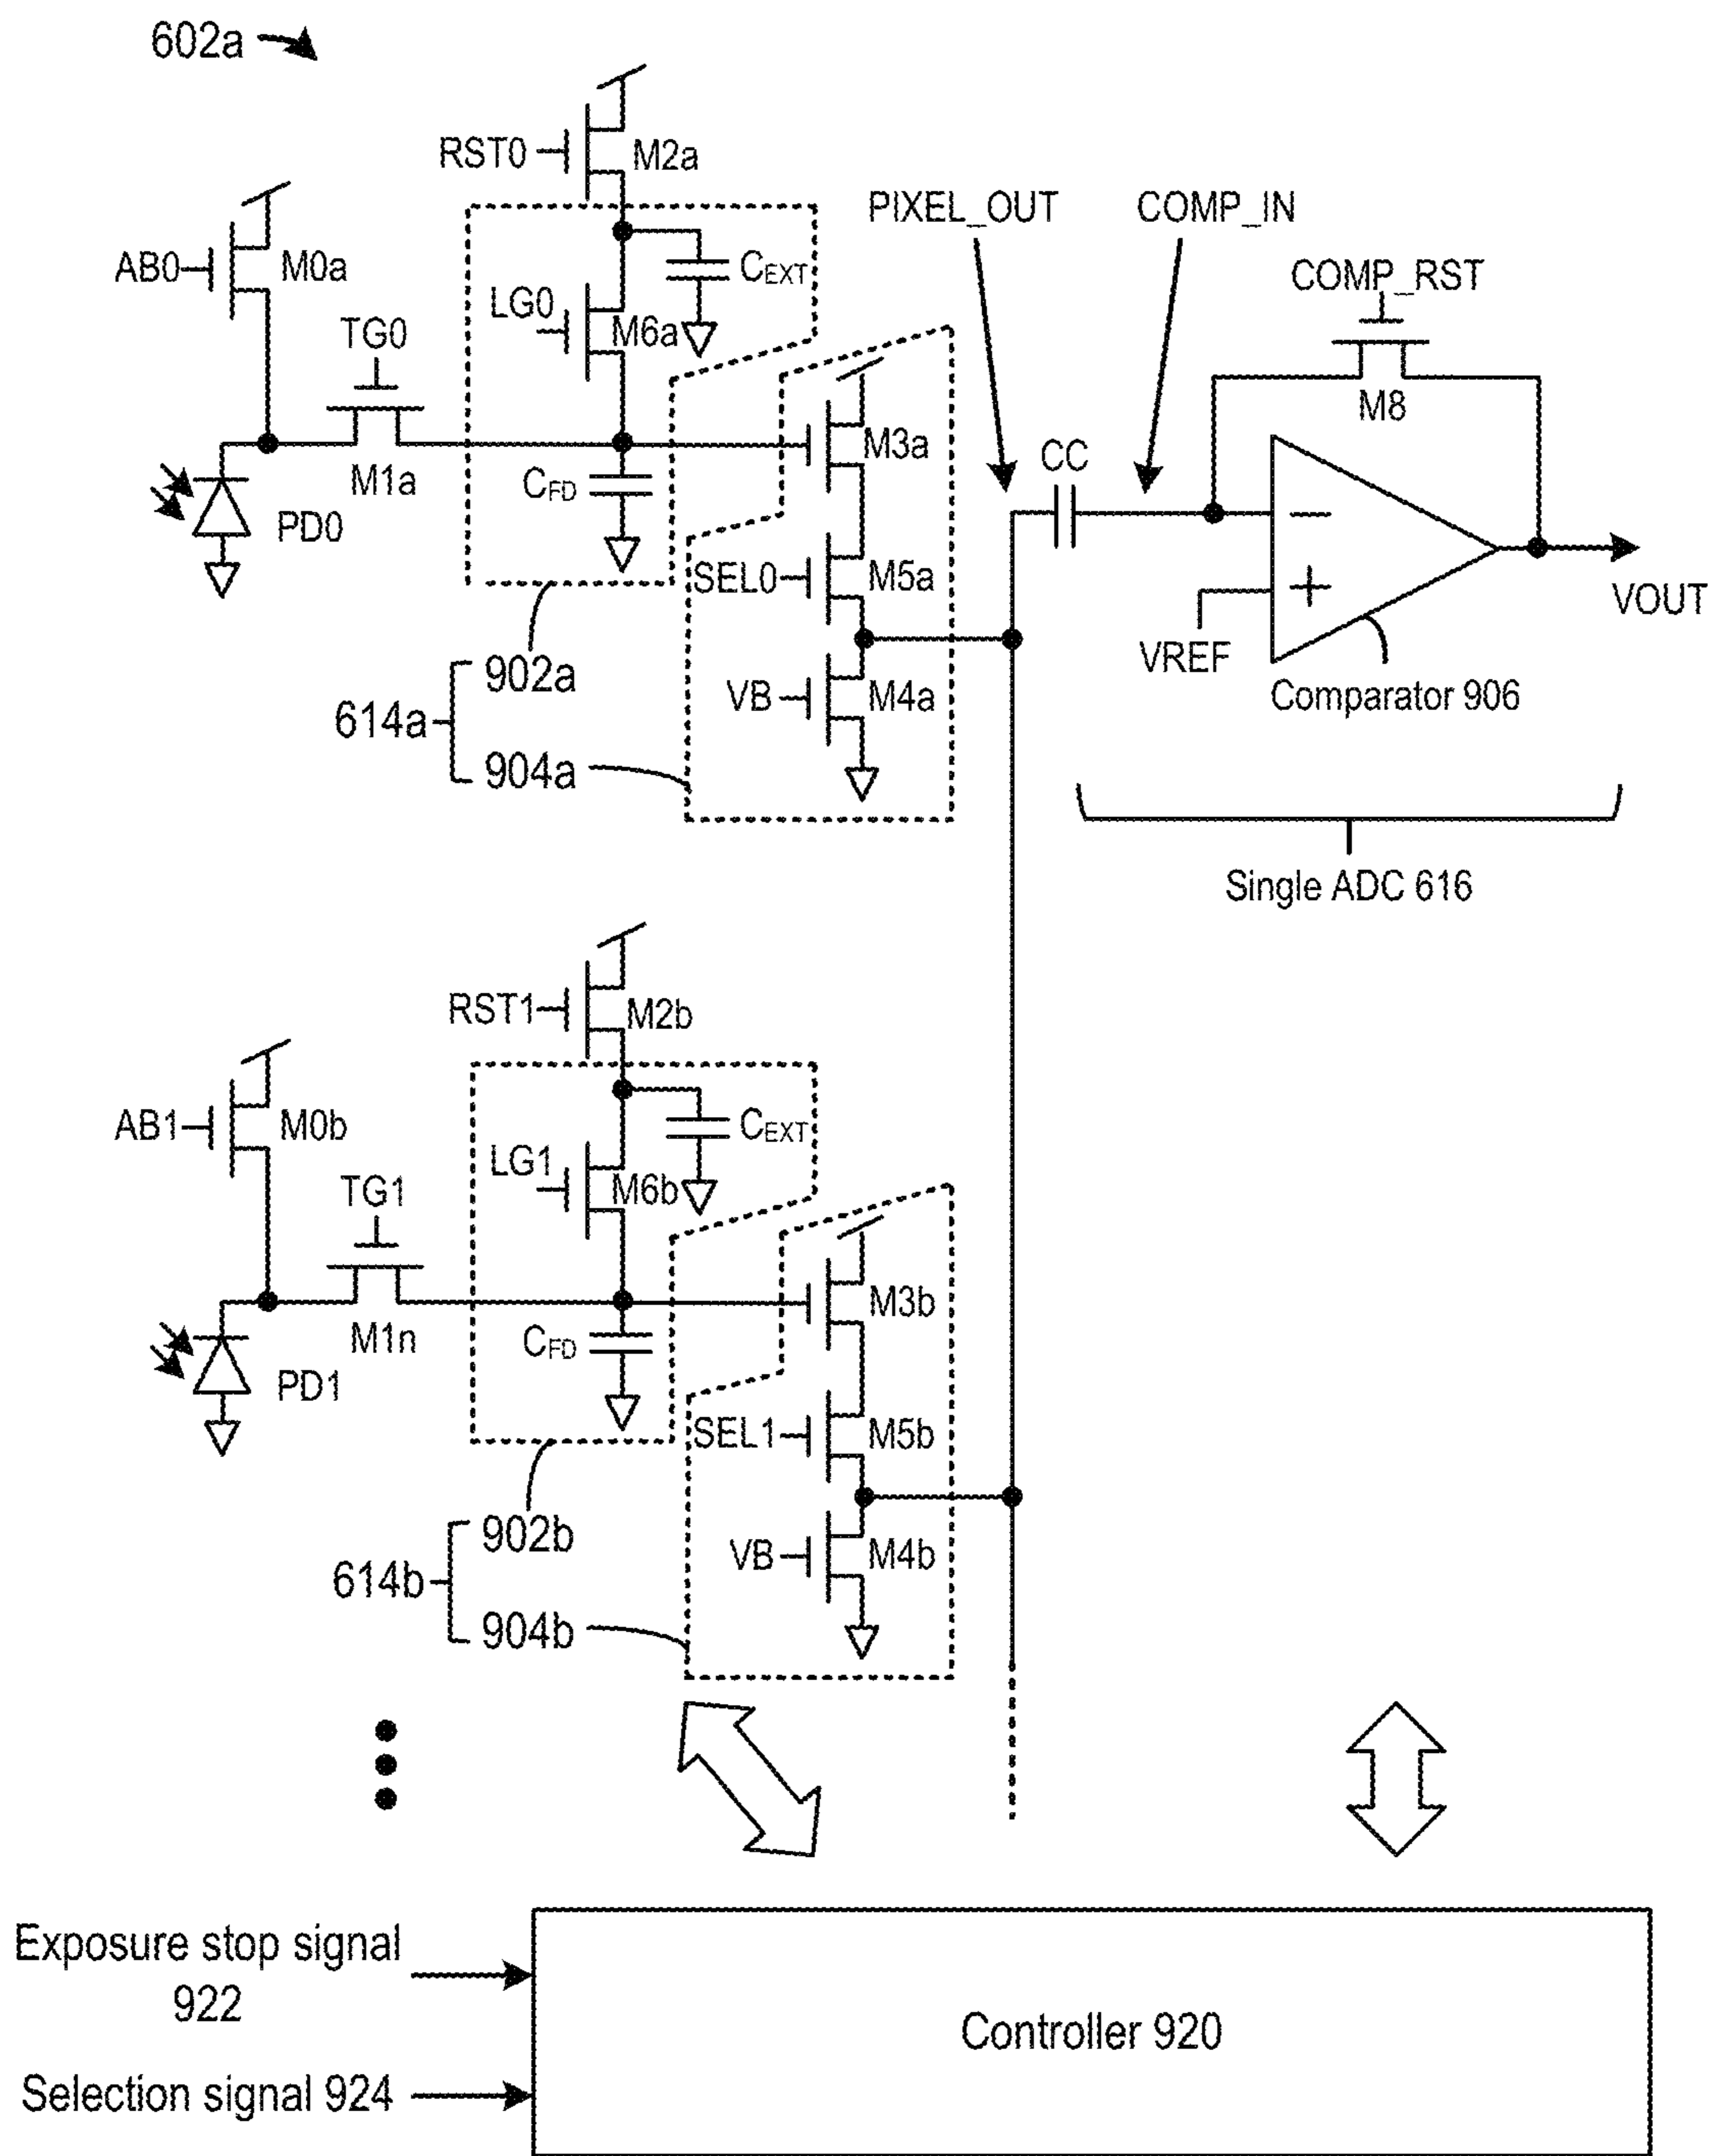 602a
RST0
M2a
AB0
M0a
PIXEL_OUT
COMP_IN
CEXT
COMP_RST
LG0
M6a
TG0
M8
M3a
CC
M1a
CFD
PD0
−
+
SEL0
M5a
VOUT
VREF
902a
614a
VB
M4a
Comparator 906
904a
Single ADC 616
RST1
M2b
AB1
M0b
CEXT
LG1
M6b
TG1
M3b
M1n
CFD
PD1
SEL1
M5b
902b
614b
VB
M4b
904b
Exposure stop signal
922
Controller 920
Selection signal 924